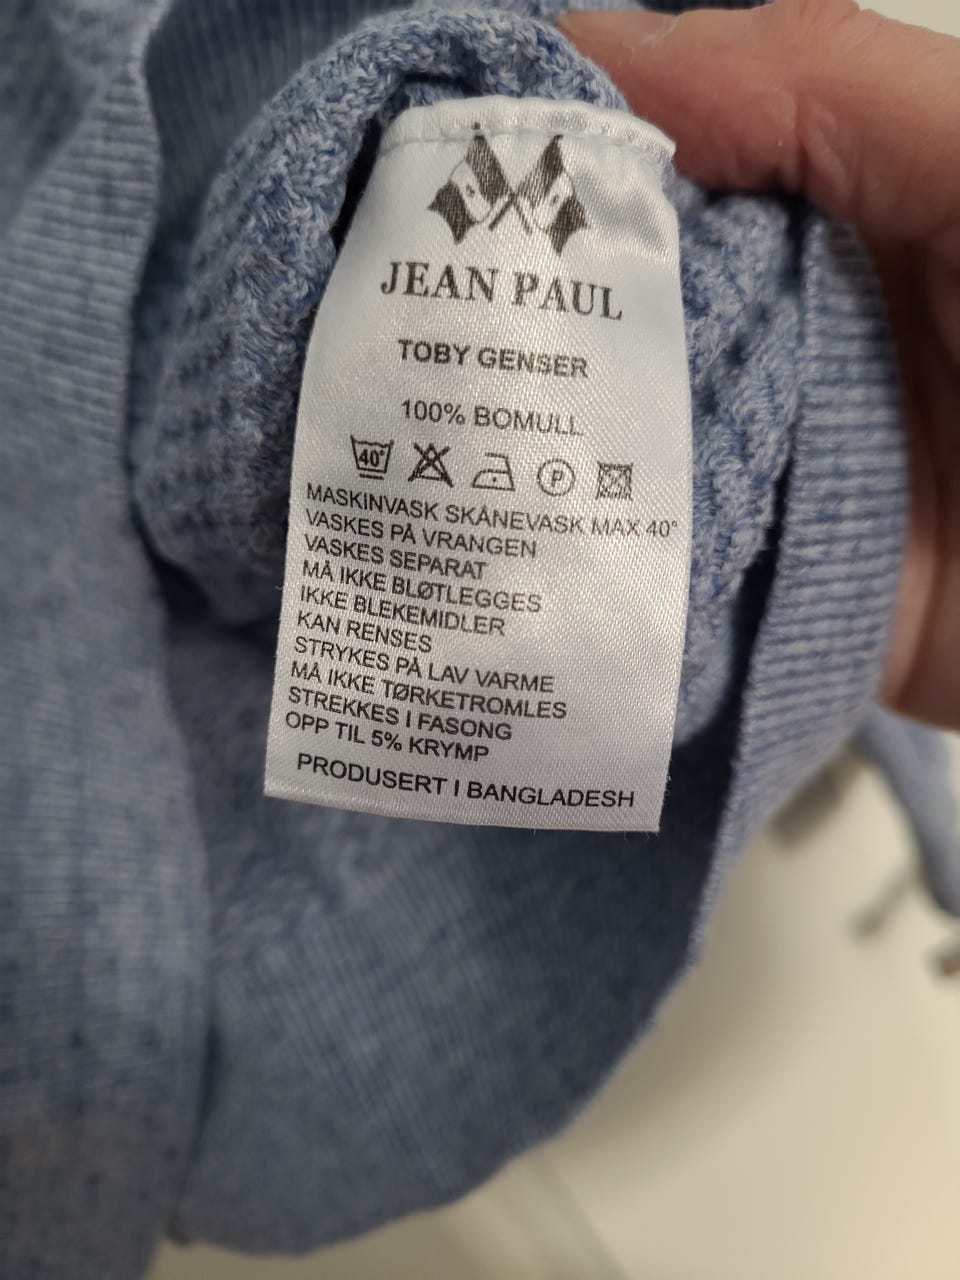 JEAN PAUL
TOBY GENSER
100% BOMULL
40° P
MASKINVASK SKÅNEVASK MAX 40°
VASKES PÅ VRANGEN
VASKES SEPARAT
MÅ IKKE BLØTLEGGES
IKKE BLEKEMIDLER
KAN RENSES
STRYKES PÅ LAV VARME
MÅ IKKE TØRKETROMLES
STREKKES I FASONG
OPP TIL 5% KRYMP
PRODUSERT I BANGLADESH